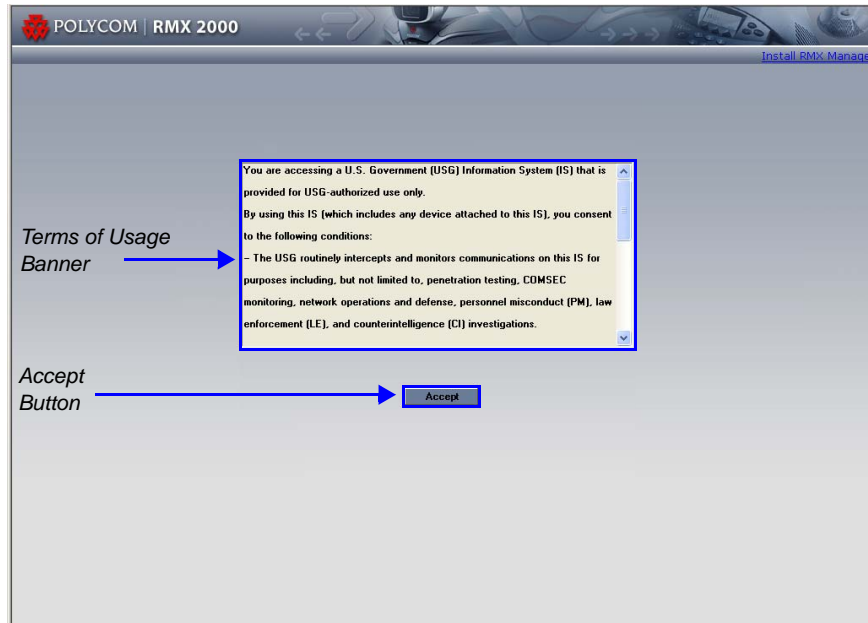 POLYCOM | RMX 2000
Install RMX Manage
You are accessing a U.S. Government (USG) Information System (IS) that is
provided for USG-authorized use only.
By using this IS (which includes any device attached to this IS), you consent
to the following conditions:
– The USG routinely intercepts and monitors communications on this IS for
purposes including, but not limited to, penetration testing, COMSEC
monitoring, network operations and defense, personnel misconduct (PM), law
enforcement (LE), and counterintelligence (CI) investigations.
Terms of Usage
Banner
Accept
Button
Accept